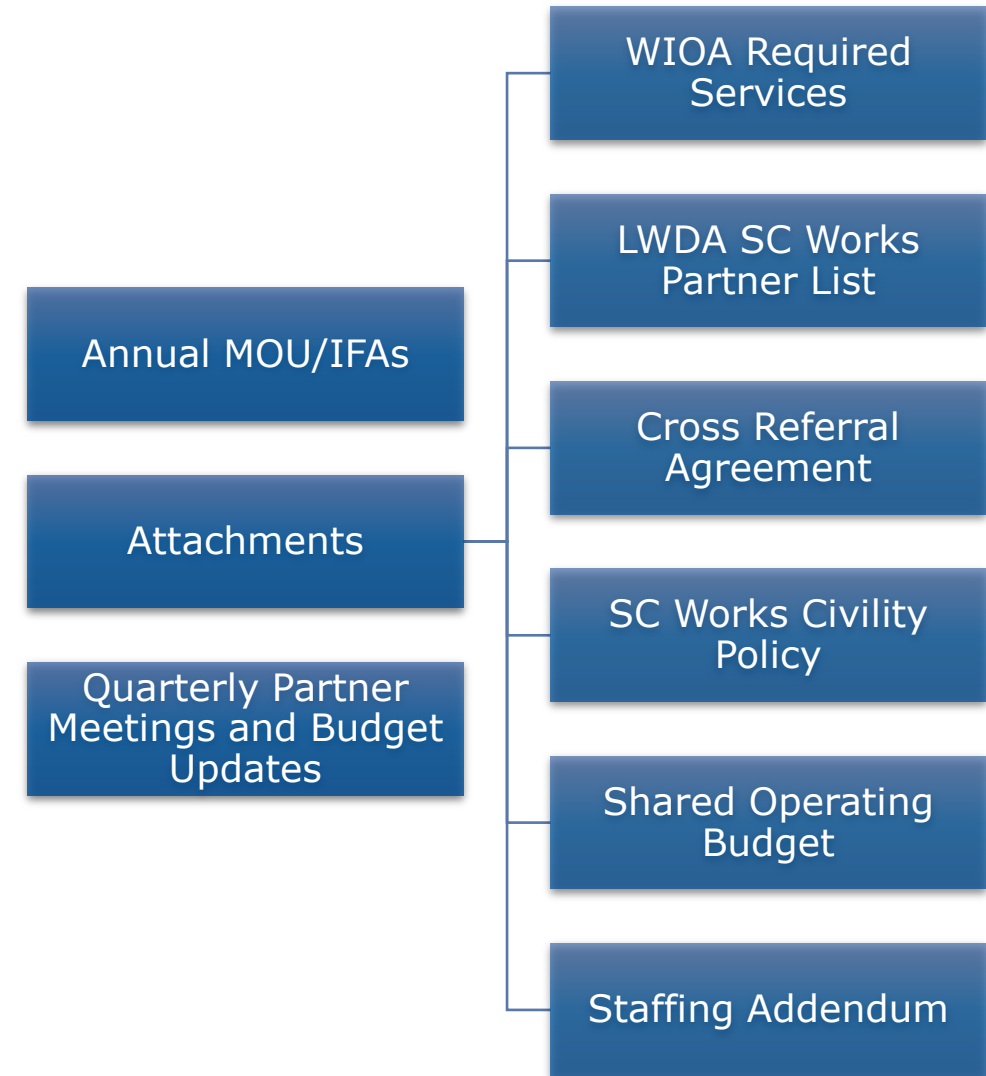 Annual MOU/IFAs
Attachments
Quarterly Partner
Meetings and Budget
Updates
WIOA Required
Services
LWDA SC Works
Partner List
Cross Referral
Agreement
SC Works Civility
Policy
Shared Operating
Budget
Staffing Addendum